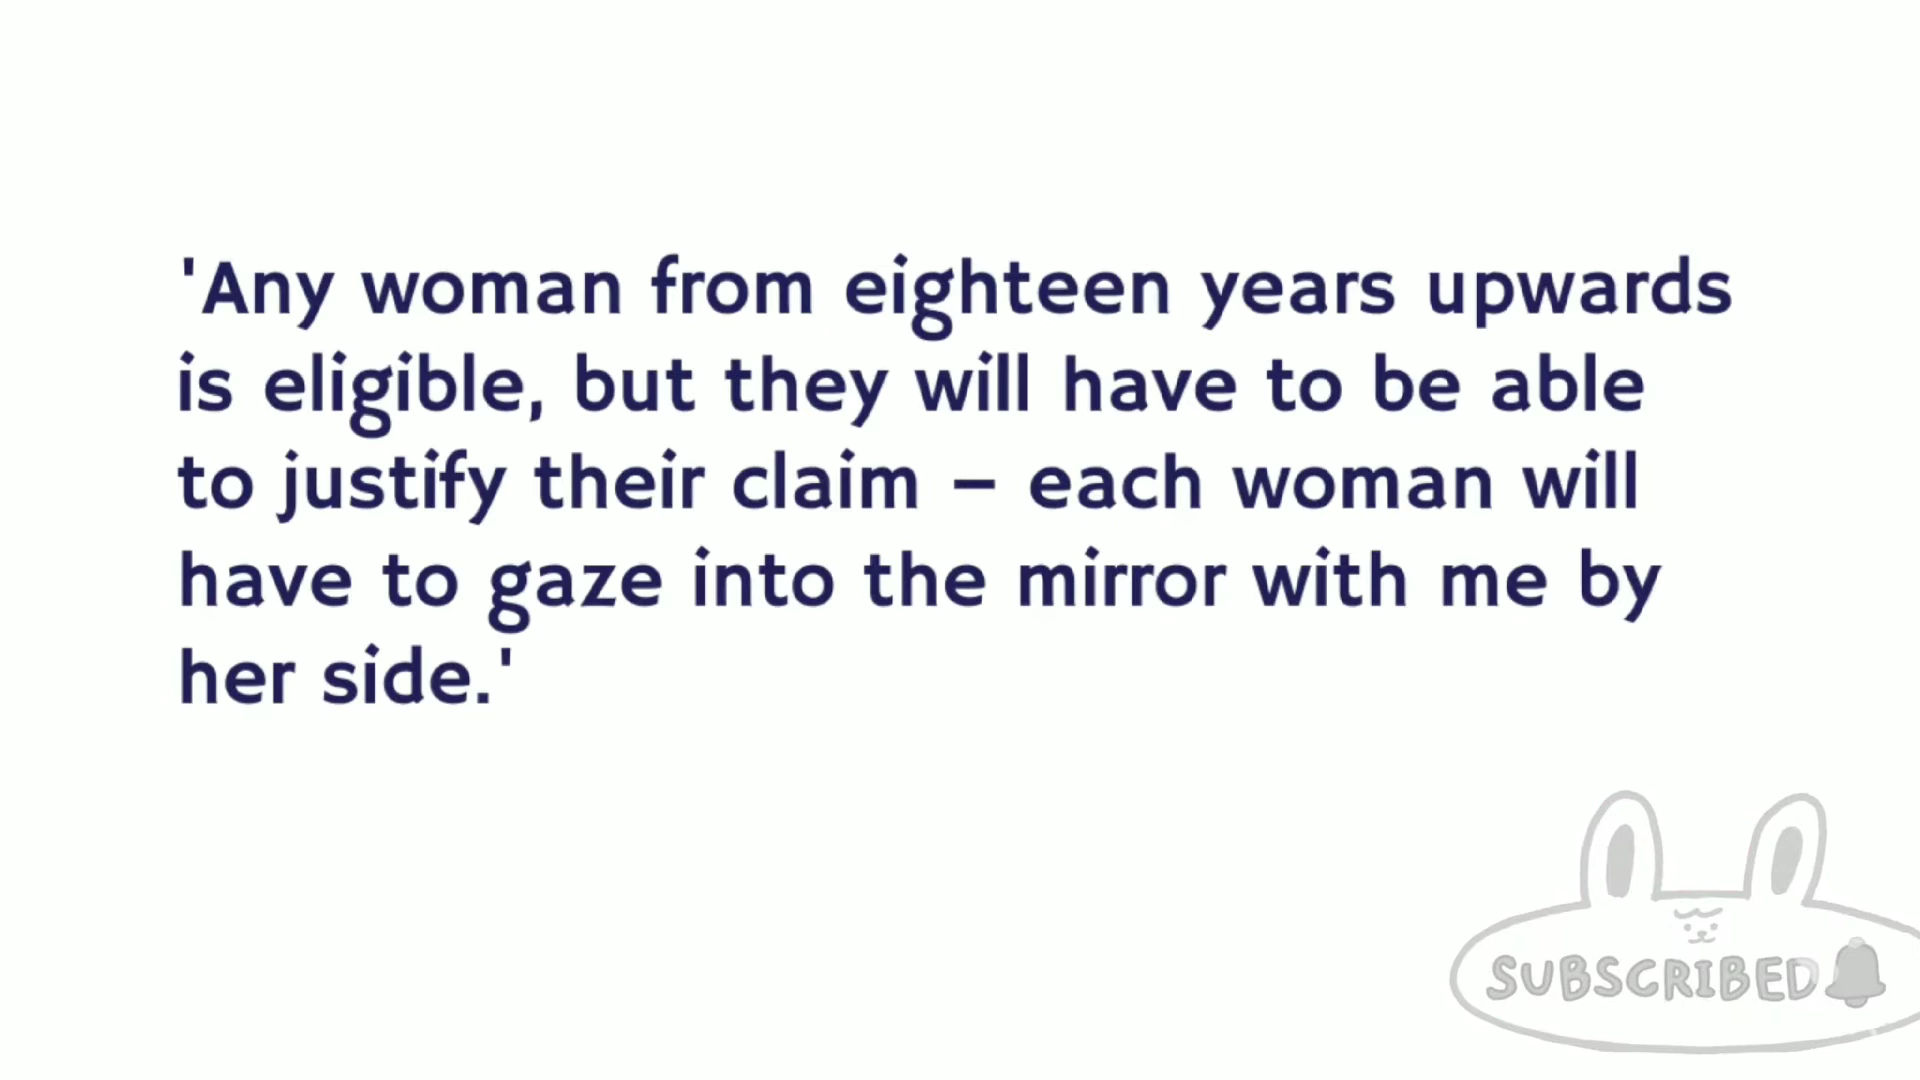 'Any woman from eighteen years upwards
is eligible, but they will have to be able
to justify their claim – each woman will
have to gaze into the mirror with me by
her side.'
SUBSCRIBED